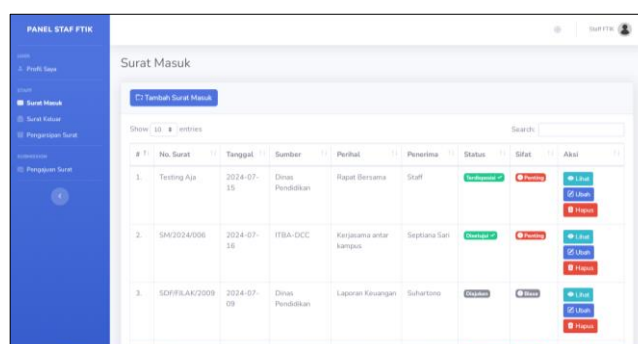 PANEL STAF FTIK
Staff FTIK
Profil Saya
STAFF
Surat Masuk
Surat Keluar
Pengarsipan Surat
Pengajuan Surat
Surat Masuk
Tambah Surat Masuk
Show 10 entries
Search:
# No. Surat Tanggal Sumber Perihal Penerima Status Sifat Aksi
1. Testing Aja 2024-07-15 Dinas Pendidikan Rapat Bersama Staff Terdisposisi Penting Lihat
Ubah
Hapus
2. SM/2024/006 2024-07-16 ITBA-DCC Kerjasama antar kampus Septiana Sari Disetujui Penting Lihat
Ubah
Hapus
3. SDF/FILAK/2009 2024-07-09 Dinas Pendidikan Laporan Keuangan Suhartono Diajukan Biasa Lihat
Ubah
Hapus